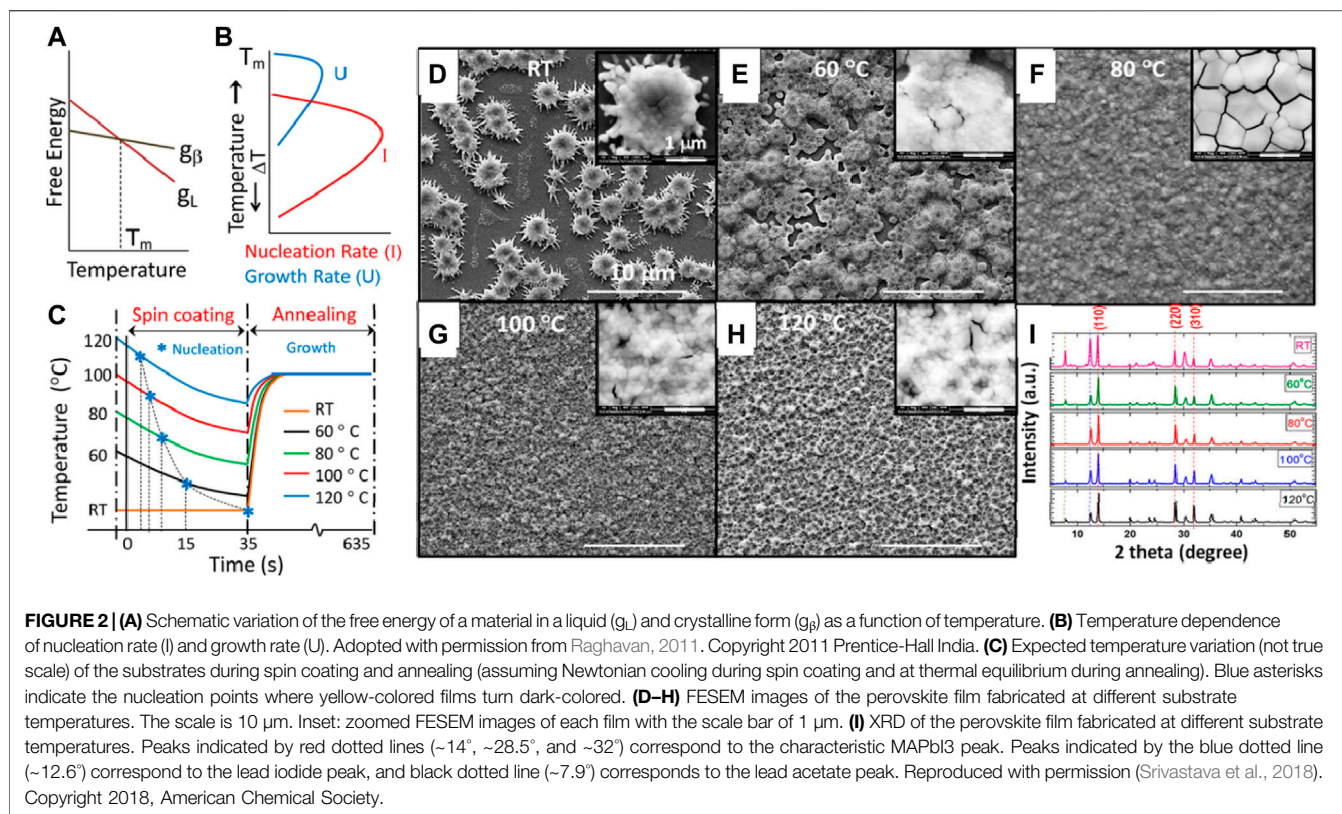 A
Free Energy
gβ
gL
Tm
Temperature
B
Tm
Temperature
ΔT
U
I
Nucleation Rate (I)
Growth Rate (U)
C
Spin coating
Annealing
* Nucleation
Growth
Temperature (°C)
120
100
80
60
RT
RT
60 ° C
80 ° C
100 ° C
120 ° C
0
15
35
635
Time (s)
D
RT
1 µm
10 µm
E
60 °C
F
80 °C
G
100 °C
H
120 °C
I
(110)
(220)
(310)
RT
60°C
80°C
100°C
120°C
Intensity (a.u.)
10
20
30
40
50
2 theta (degree)
FIGURE 2 | (A) Schematic variation of the free energy of a material in a liquid (gL) and crystalline form (gβ) as a function of temperature. (B) Temperature dependence
of nucleation rate (I) and growth rate (U). Adopted with permission from Raghavan, 2011. Copyright 2011 Prentice-Hall India. (C) Expected temperature variation (not true
scale) of the substrates during spin coating and annealing (assuming Newtonian cooling during spin coating and at thermal equilibrium during annealing). Blue asterisks
indicate the nucleation points where yellow-colored films turn dark-colored. (D–H) FESEM images of the perovskite film fabricated at different substrate
temperatures. The scale is 10 µm. Inset: zoomed FESEM images of each film with the scale bar of 1 µm. (I) XRD of the perovskite film fabricated at different substrate
temperatures. Peaks indicated by red dotted lines (~14°, ~28.5°, and ~32°) correspond to the characteristic MAPbI3 peak. Peaks indicated by the blue dotted line
(~12.6°) correspond to the lead iodide peak, and black dotted line (~7.9°) corresponds to the lead acetate peak. Reproduced with permission (Srivastava et al., 2018).
Copyright 2018, American Chemical Society.